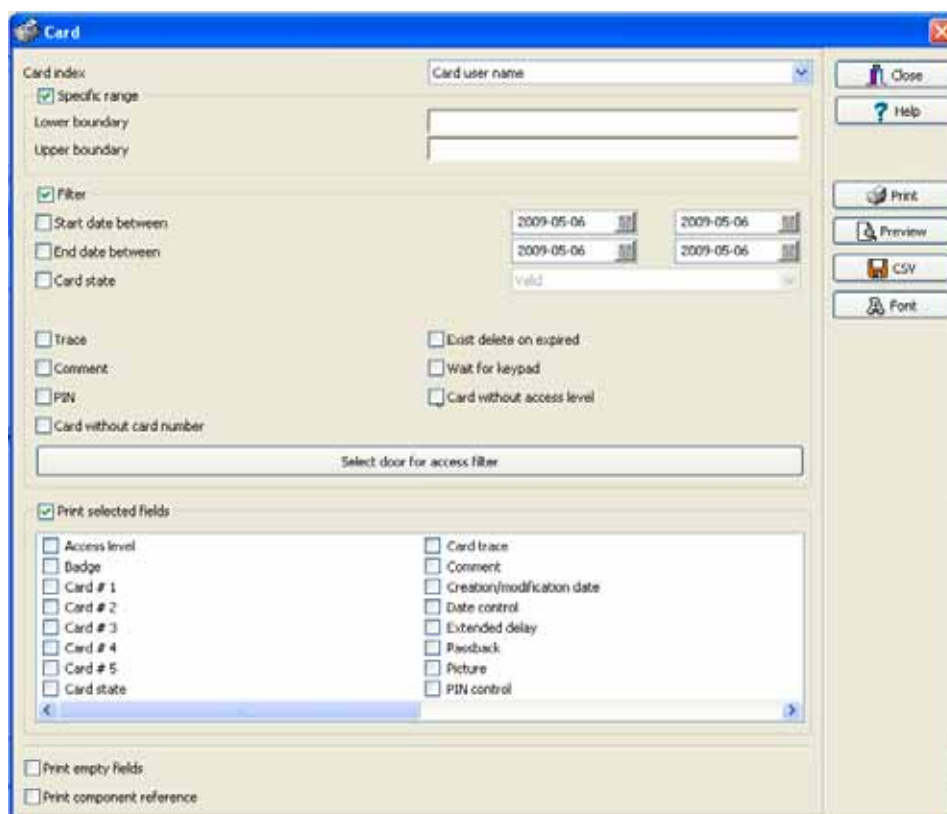 Card
Card index Card user name
Close
Specific range
Help
Lower boundary
Upper boundary
Filter
Print
Start date between 2009-05-06 2009-05-06
Preview
End date between 2009-05-06 2009-05-06
CSV
Card state Valid
Font
Trace Exist delete on expired
Comment Wait for keypad
PIN Card without access level
Card without card number
Select door for access filter
Print selected fields
Access level Card trace
Badge Comment
Card # 1 Creation/modification date
Card # 2 Date control
Card # 3 Extended delay
Card # 4 Passback
Card # 5 Picture
Card state PIN control
Print empty fields
Print component reference